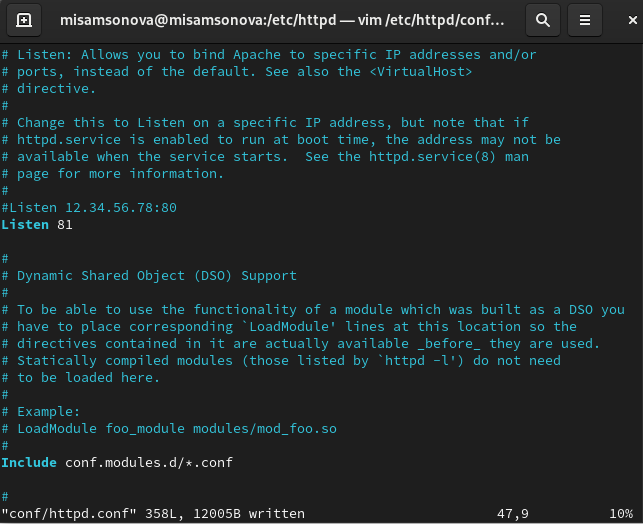 misamsonova@misamsonova:/etc/httpd — vim /etc/httpd/conf...
# Listen: Allows you to bind Apache to specific IP addresses and/or
# ports, instead of the default. See also the <VirtualHost>
# directive.
#
# Change this to Listen on a specific IP address, but note that if
# httpd.service is enabled to run at boot time, the address may not be
# available when the service starts.  See the httpd.service(8) man
# page for more information.
#
#Listen 12.34.56.78:80
Listen 81
#
# Dynamic Shared Object (DSO) Support
#
# To be able to use the functionality of a module which was built as a DSO you
# have to place corresponding `LoadModule' lines at this location so the
# directives contained in it are actually available _before_ they are used.
# Statically compiled modules (those listed by `httpd -l') do not need
# to be loaded here.
#
# Example:
# LoadModule foo_module modules/mod_foo.so
#
Include conf.modules.d/*.conf
#
"conf/httpd.conf" 358L, 12005B written 47,9 10%